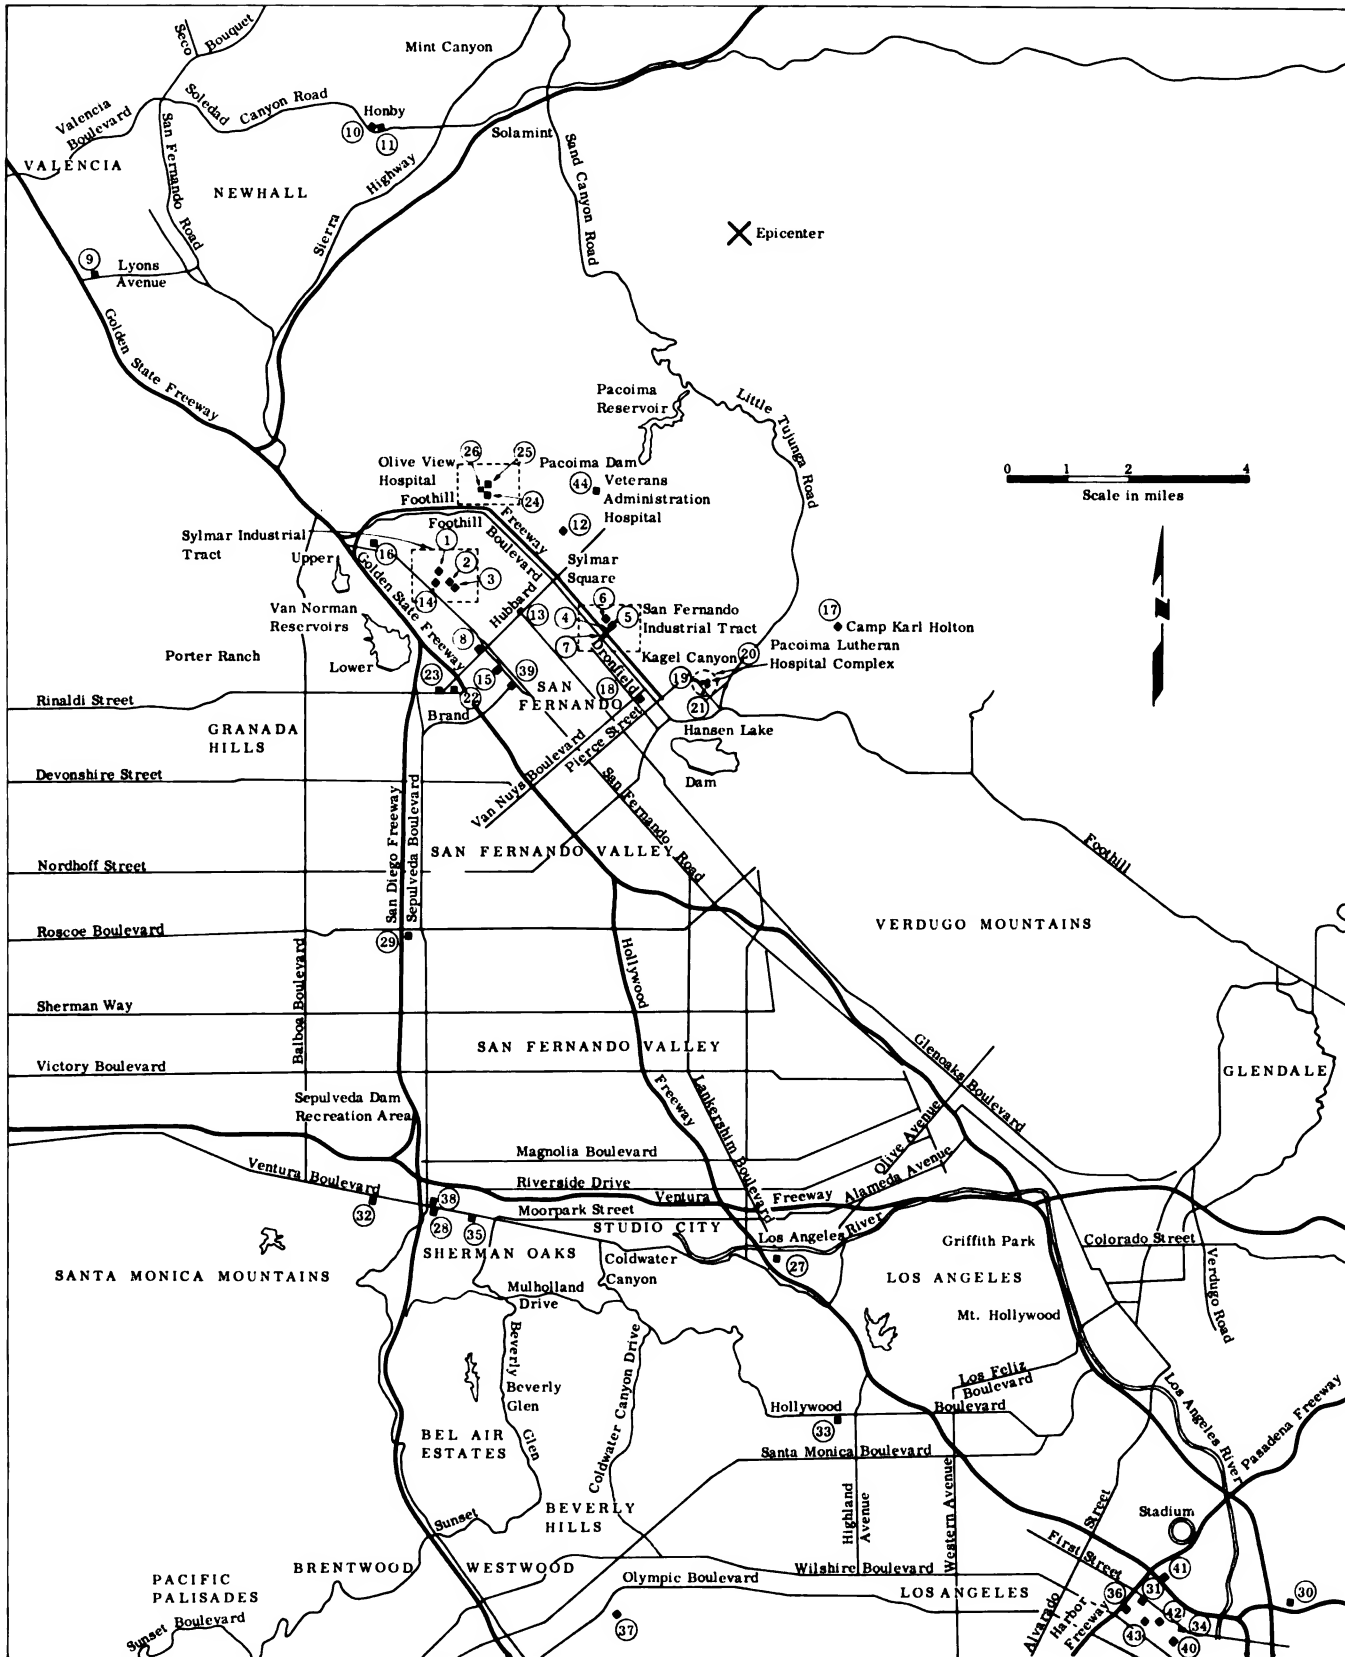 Seco
Bouquet
Mint Canyon
Valencia
Boulevard
Soledad
Canyon Road
Honby
10
11
Solamint
San Fernando Road
VALENCIA
NEWHALL
Sierra
Highway
Sand Canyon Road
Epicenter
9
Lyons
Avenue
Golden State Freeway
Pacoima
Reservoir
Little Tujunga Road
0 1 2 4
Scale in miles
N
26
25
Olive View
Hospital
Foothill
Pacoima Dam
44
Veterans
Administration
Hospital
24
12
Freeway
Foothill
Boulevard
Sylmar Industrial
Tract
1
2
3
16
14
Upper
Sylmar
Square
Golden State Freeway
Hubbard
13
6
4
5
7
San Fernando
Industrial Tract
17
Camp Karl Holton
Van Norman
Reservoirs
Lower
Porter Ranch
8
15
39
Dronfield
Kagel Canyon
20
Pacoima Lutheran
Hospital Complex
19
18
21
23
22
SAN
FERNANDO
Rinaldi Street
Brand
GRANADA
HILLS
Hansen Lake
Dam
Van Nuys Boulevard
Pierce Street
Devonshire Street
San Fernando Road
San Diego Freeway
Sepulveda Boulevard
SAN FERNANDO VALLEY
Nordhoff Street
Foothill
VERDUGO MOUNTAINS
Roscoe Boulevard
29
Balboa Boulevard
Hollywood
Freeway
Sherman Way
SAN FERNANDO VALLEY
Glenoaks Boulevard
Victory Boulevard
GLENDALE
Sepulveda Dam
Recreation Area
Lankershim Boulevard
Olive Avenue
Magnolia Boulevard
Alameda Avenue
Ventura Boulevard
Riverside Drive
Ventura
Freeway
32
38
28
35
Moorpark Street
STUDIO CITY
Los Angeles River
Griffith Park
Colorado Street
SHERMAN OAKS
Coldwater
Canyon
27
SANTA MONICA MOUNTAINS
LOS ANGELES
Mulholland
Drive
Mt. Hollywood
Verdugo Road
Beverly
Glen
Beverly
Glen
Coldwater Canyon Drive
Los Feliz
Boulevard
Los Angeles River
Pasadena Freeway
Hollywood
Boulevard
33
BEL AIR
ESTATES
Santa Monica Boulevard
Highland
Avenue
Western Avenue
Street
Stadium
Sunset
BEVERLY
HILLS
First Street
BRENTWOOD
WESTWOOD
Wilshire Boulevard
Olympic Boulevard
LOS ANGELES
41
PACIFIC
PALISADES
Sunset Boulevard
37
Alvarado
Harbor
Freeway
36
31
30
42
34
43
40